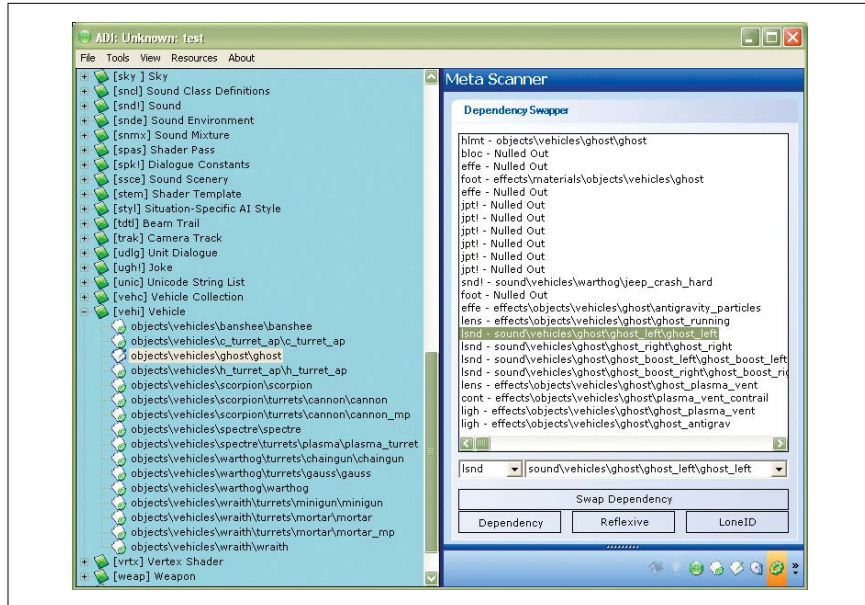 ADI: Unknown: test
File Tools View Resources About
[sky ] Sky
[sncl] Sound Class Definitions
[snd!] Sound
[snde] Sound Environment
[snmx] Sound Mixture
[spas] Shader Pass
[spk!] Dialogue Constants
[ssce] Sound Scenery
[stem] Shader Template
[styl] Situation-Specific AI Style
[tdtl] Beam Trail
[trak] Camera Track
[udlg] Unit Dialogue
[ugh!] Joke
[unic] Unicode String List
[vehc] Vehicle Collection
[vehi] Vehicle
objects\vehicles\banshee\banshee
objects\vehicles\c_turret_ap\c_turret_ap
objects\vehicles\ghost\ghost
objects\vehicles\h_turret_ap\h_turret_ap
objects\vehicles\scorpion\scorpion
objects\vehicles\scorpion\turrets\cannon\cannon
objects\vehicles\scorpion\turrets\cannon\cannon_mp
objects\vehicles\spectre\spectre
objects\vehicles\spectre\turrets\plasma\plasma_turret
objects\vehicles\warthog\turrets\chaingun\chaingun
objects\vehicles\warthog\turrets\gauss\gauss
objects\vehicles\warthog\warthog
objects\vehicles\wraith\turrets\minigun\minigun
objects\vehicles\wraith\turrets\mortar\mortar
objects\vehicles\wraith\turrets\mortar\mortar_mp
objects\vehicles\wraith\wraith
[vrtx] Vertex Shader
[weap] Weapon
Meta Scanner
Dependency Swapper
hlmt - objects\vehicles\ghost\ghost
bloc - Nulled Out
effe - Nulled Out
foot - effects\materials\objects\vehicles\ghost
effe - Nulled Out
jpt! - Nulled Out
jpt! - Nulled Out
jpt! - Nulled Out
jpt! - Nulled Out
jpt! - Nulled Out
snd! - sound\vehicles\warthog\jeep_crash_hard
foot - Nulled Out
effe - effects\objects\vehicles\ghost\antigravity_particles
lens - effects\objects\vehicles\ghost\ghost_running
lsnd - sound\vehicles\ghost\ghost_left\ghost_left
lsnd - sound\vehicles\ghost\ghost_right\ghost_right
lsnd - sound\vehicles\ghost\ghost_boost_left\ghost_boost_left
lsnd - sound\vehicles\ghost\ghost_boost_right\ghost_boost_rig
lens - effects\objects\vehicles\ghost\ghost_plasma_vent
cont - effects\objects\vehicles\ghost\plasma_vent_contrail
ligh - effects\objects\vehicles\ghost\ghost_plasma_vent
ligh - effects\objects\vehicles\ghost\ghost_antigrav
lsnd sound\vehicles\ghost\ghost_left\ghost_left
Swap Dependency
Dependency Reflexive LoneID